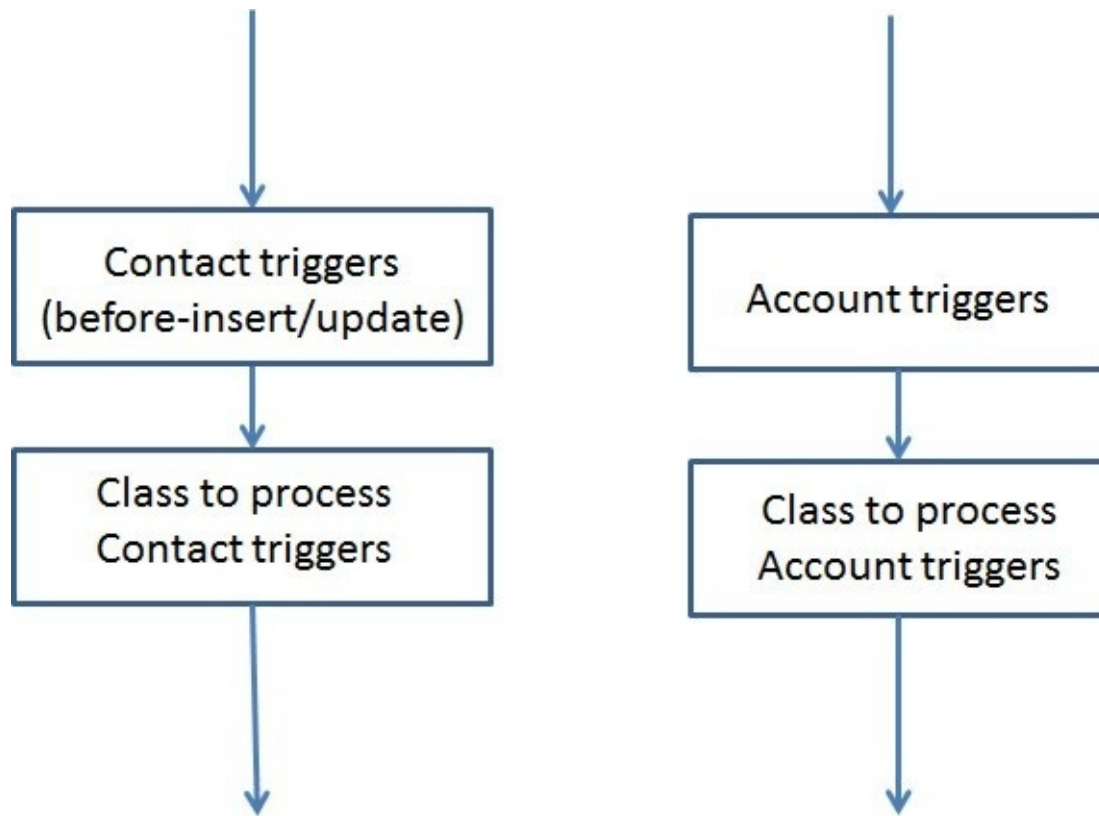 Contact triggers
(before-insert/update)
Class to process
Contact triggers
Account triggers
Class to process
Account triggers